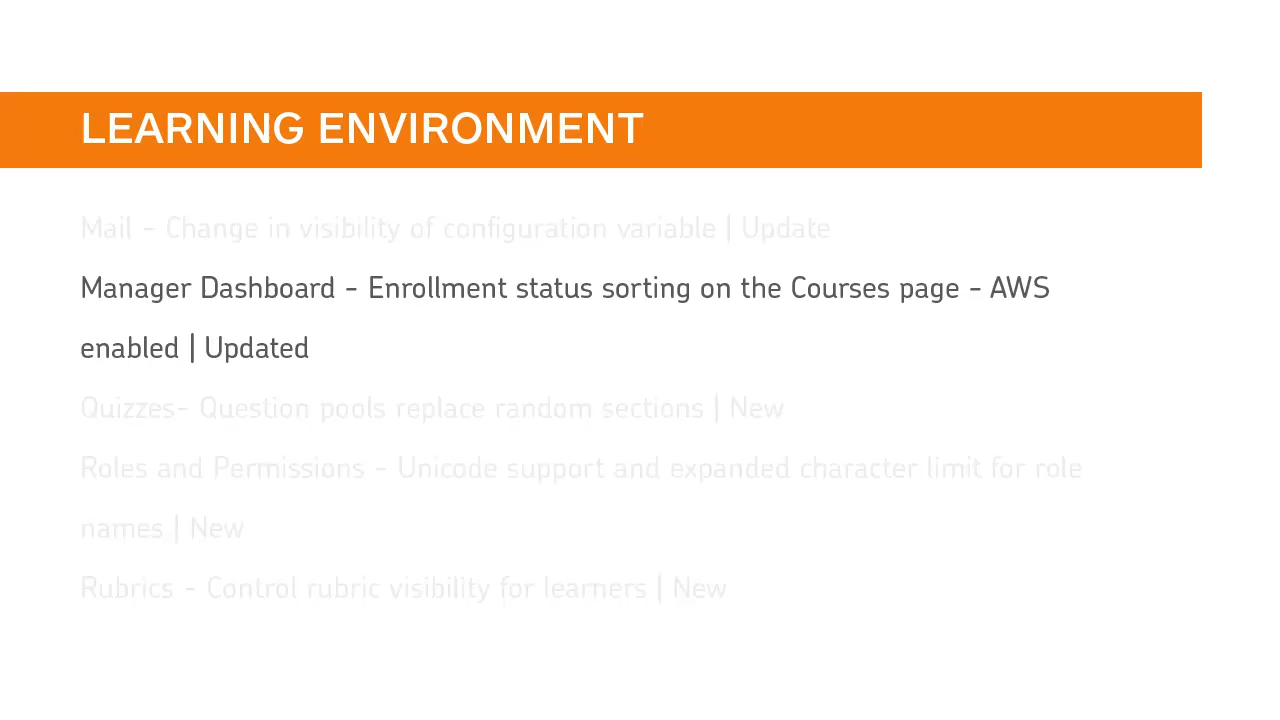 LEARNING ENVIRONMENT
Mail - Change in visibility of configuration variable | Update
Manager Dashboard - Enrollment status sorting on the Courses page - AWS
enabled | Updated
Quizzes- Question pools replace random sections | New
Roles and Permissions - Unicode support and expanded character limit for role
names | New
Rubrics - Control rubric visibility for learners | New